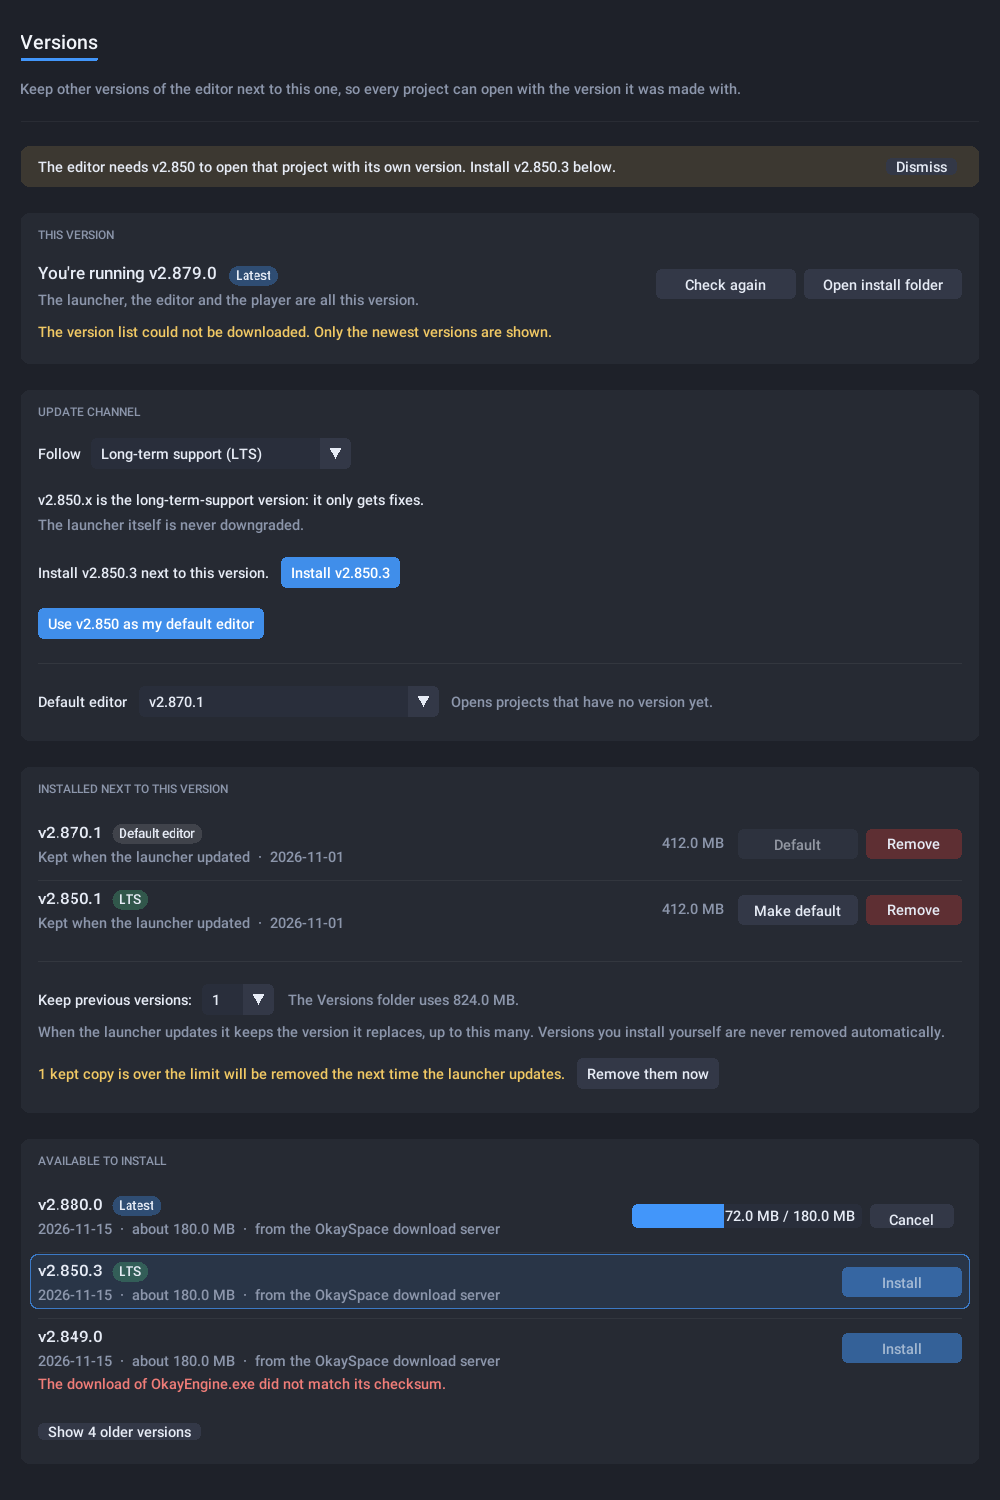 Versions
Keep other versions of the editor next to this one, so every project can open with the version it was made with.
The editor needs v2.850 to open that project with its own version. Install v2.850.3 below.
Dismiss
THIS VERSION
You're running v2.879.0 Latest
The launcher, the editor and the player are all this version.
Check again
Open install folder
The version list could not be downloaded. Only the newest versions are shown.
UPDATE CHANNEL
Follow Long-term support (LTS)
v2.850.x is the long-term-support version: it only gets fixes.
The launcher itself is never downgraded.
Install v2.850.3 next to this version. Install v2.850.3
Use v2.850 as my default editor
Default editor v2.870.1 Opens projects that have no version yet.
INSTALLED NEXT TO THIS VERSION
v2.870.1 Default editor
Kept when the launcher updated · 2026-11-01
412.0 MB Default Remove
v2.850.1 LTS
Kept when the launcher updated · 2026-11-01
412.0 MB Make default Remove
Keep previous versions: 1 The Versions folder uses 824.0 MB.
When the launcher updates it keeps the version it replaces, up to this many. Versions you install yourself are never removed automatically.
1 kept copy is over the limit will be removed the next time the launcher updates. Remove them now
AVAILABLE TO INSTALL
v2.880.0 Latest
2026-11-15 · about 180.0 MB · from the OkaySpace download server
72.0 MB / 180.0 MB Cancel
v2.850.3 LTS
2026-11-15 · about 180.0 MB · from the OkaySpace download server
Install
v2.849.0
2026-11-15 · about 180.0 MB · from the OkaySpace download server
Install
The download of OkayEngine.exe did not match its checksum.
Show 4 older versions